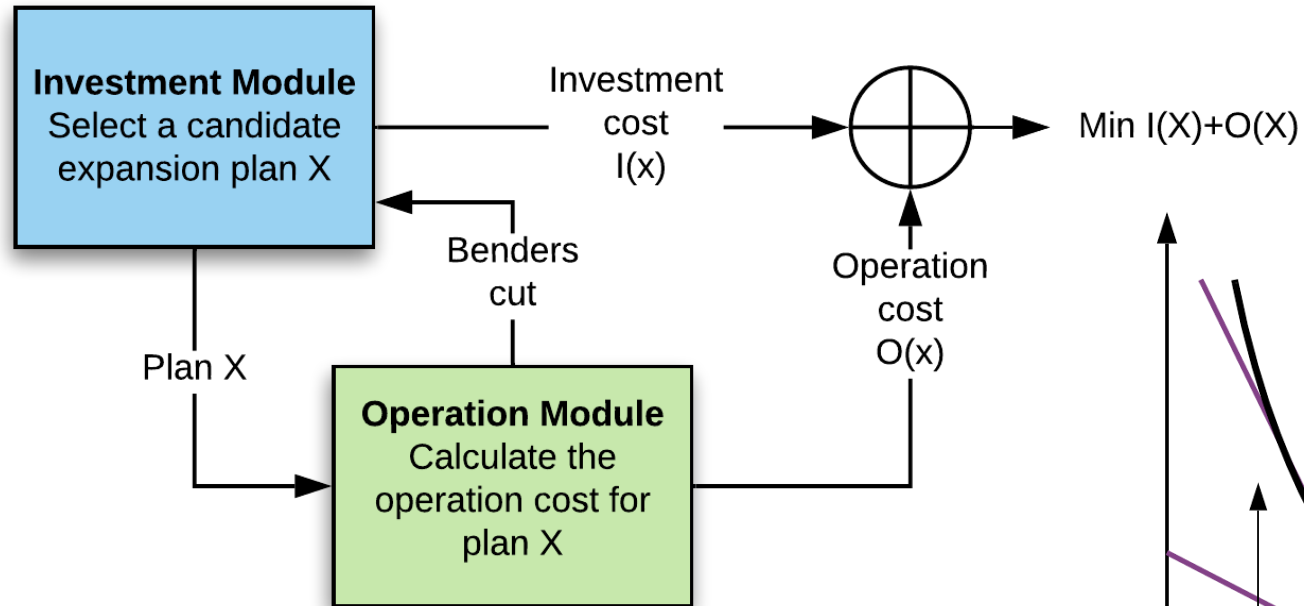 Investment Module
Select a candidate
expansion plan X
Investment
cost
I(x)
Min I(X)+O(X)
Benders
cut
Operation
cost
O(x)
Plan X
Operation Module
Calculate the
operation cost for
plan X